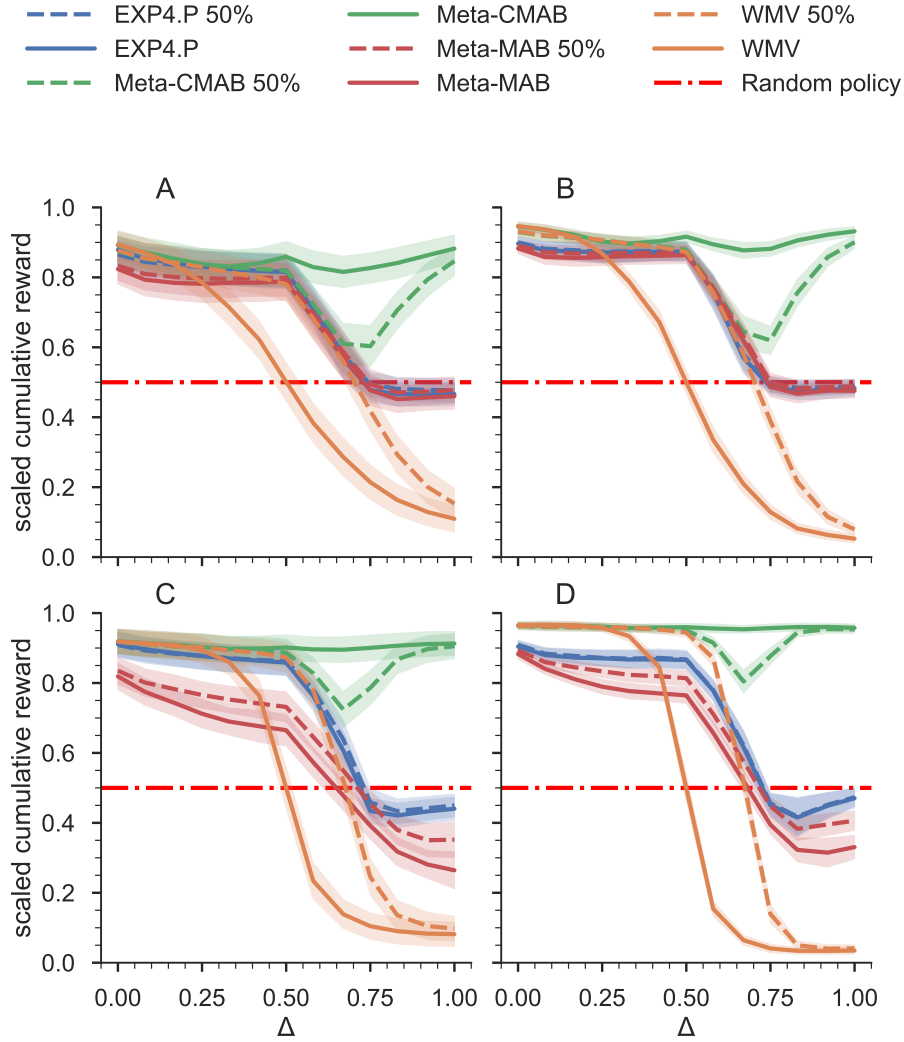 EXP4.P 50% Meta-CMAB WMV 50%
EXP4.P Meta-MAB 50% WMV
Meta-CMAB 50% Meta-MAB Random policy
A B
1.0
0.8
0.6
0.4
0.2
0.0
scaled cumulative reward
C D
1.0
0.8
0.6
0.4
0.2
0.0
scaled cumulative reward
0.00 0.25 0.50 0.75 1.00 0.00 0.25 0.50 0.75 1.00
Δ Δ